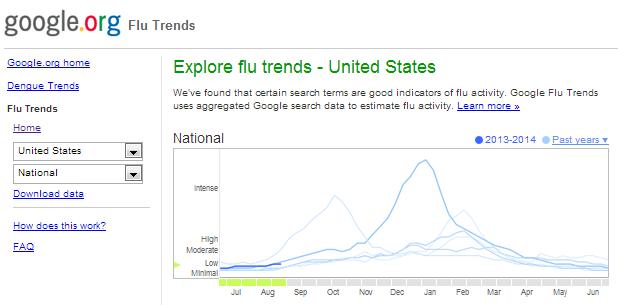 google.org Flu Trends
Google.org home
Dengue Trends
Flu Trends
Home
United States
National
Download data
How does this work?
FAQ
Explore flu trends - United States
We've found that certain search terms are good indicators of flu activity. Google Flu Trends
uses aggregated Google search data to estimate flu activity. Learn more »
National
2013-2014 Past years ▾
Intense
High
Moderate
Low
Minimal
Jul Aug Sep Oct Nov Dec Jan Feb Mar Apr May Jun